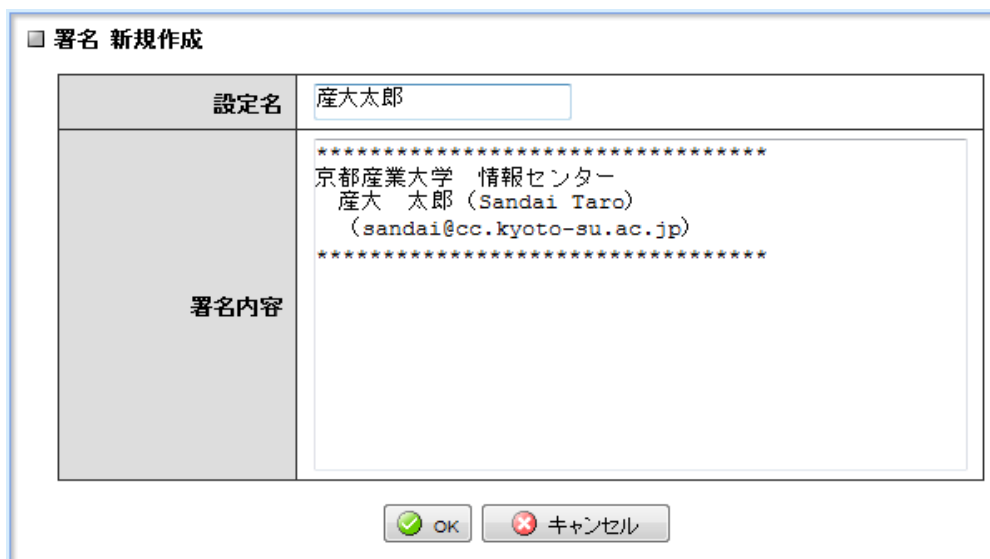 署名 新規作成
設定名 産大太郎
署名内容
**********************************
京都産業大学　情報センター
　産大　太郎（Sandai Taro）
　（sandai@cc.kyoto-su.ac.jp）
**********************************
OK キャンセル